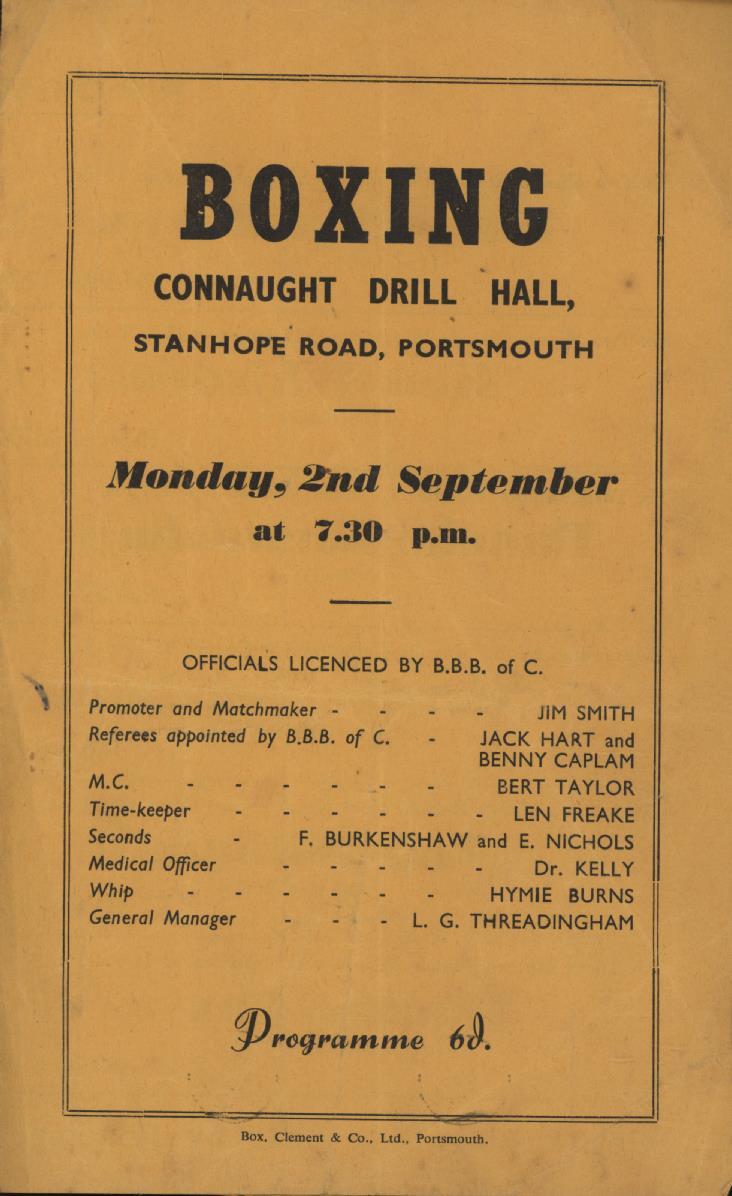 BOXING
CONNAUGHT DRILL HALL,
STANHOPE ROAD, PORTSMOUTH
Monday, 2nd September
at 7.30 p.m.
OFFICIALS LICENCED BY B.B.B. of C.
Promoter and Matchmaker - - - - JIM SMITH
Referees appointed by B.B.B. of C. - JACK HART and
BENNY CAPLAM
M.C. - - - - - - BERT TAYLOR
Time-keeper - - - - - - LEN FREAKE
Seconds - F. BURKENSHAW and E. NICHOLS
Medical Officer - - - - - Dr. KELLY
Whip - - - - - - HYMIE BURNS
General Manager - - - L. G. THREADINGHAM
Programme 6d.
Box, Clement & Co., Ltd., Portsmouth.